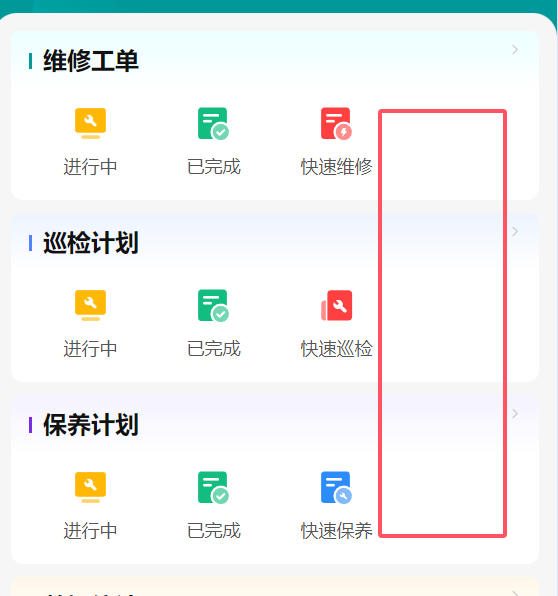 维修工单
进行中 已完成 快速维修
巡检计划
进行中 已完成 快速巡检
保养计划
进行中 已完成 快速保养